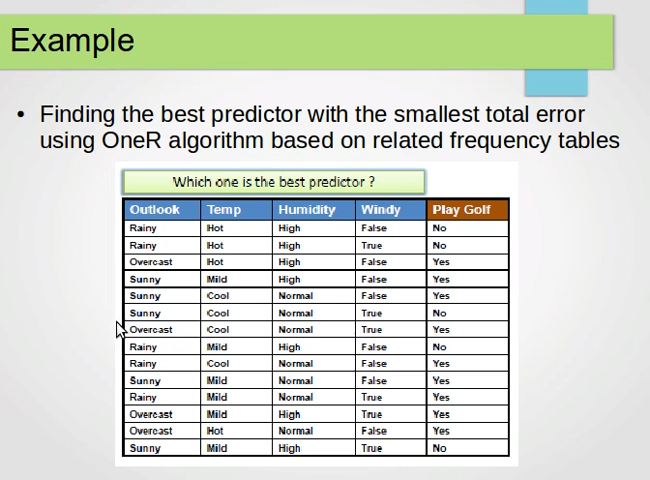 Example
• Finding the best predictor with the smallest total error
using OneR algorithm based on related frequency tables
Which one is the best predictor ?
Outlook Temp Humidity Windy Play Golf
Rainy Hot High False No
Rainy Hot High True No
Overcast Hot High False Yes
Sunny Mild High False Yes
Sunny Cool Normal False Yes
Sunny Cool Normal True No
Overcast Cool Normal True Yes
Rainy Mild High False No
Rainy Cool Normal False Yes
Sunny Mild Normal False Yes
Rainy Mild Normal True Yes
Overcast Mild High True Yes
Overcast Hot Normal False Yes
Sunny Mild High True No